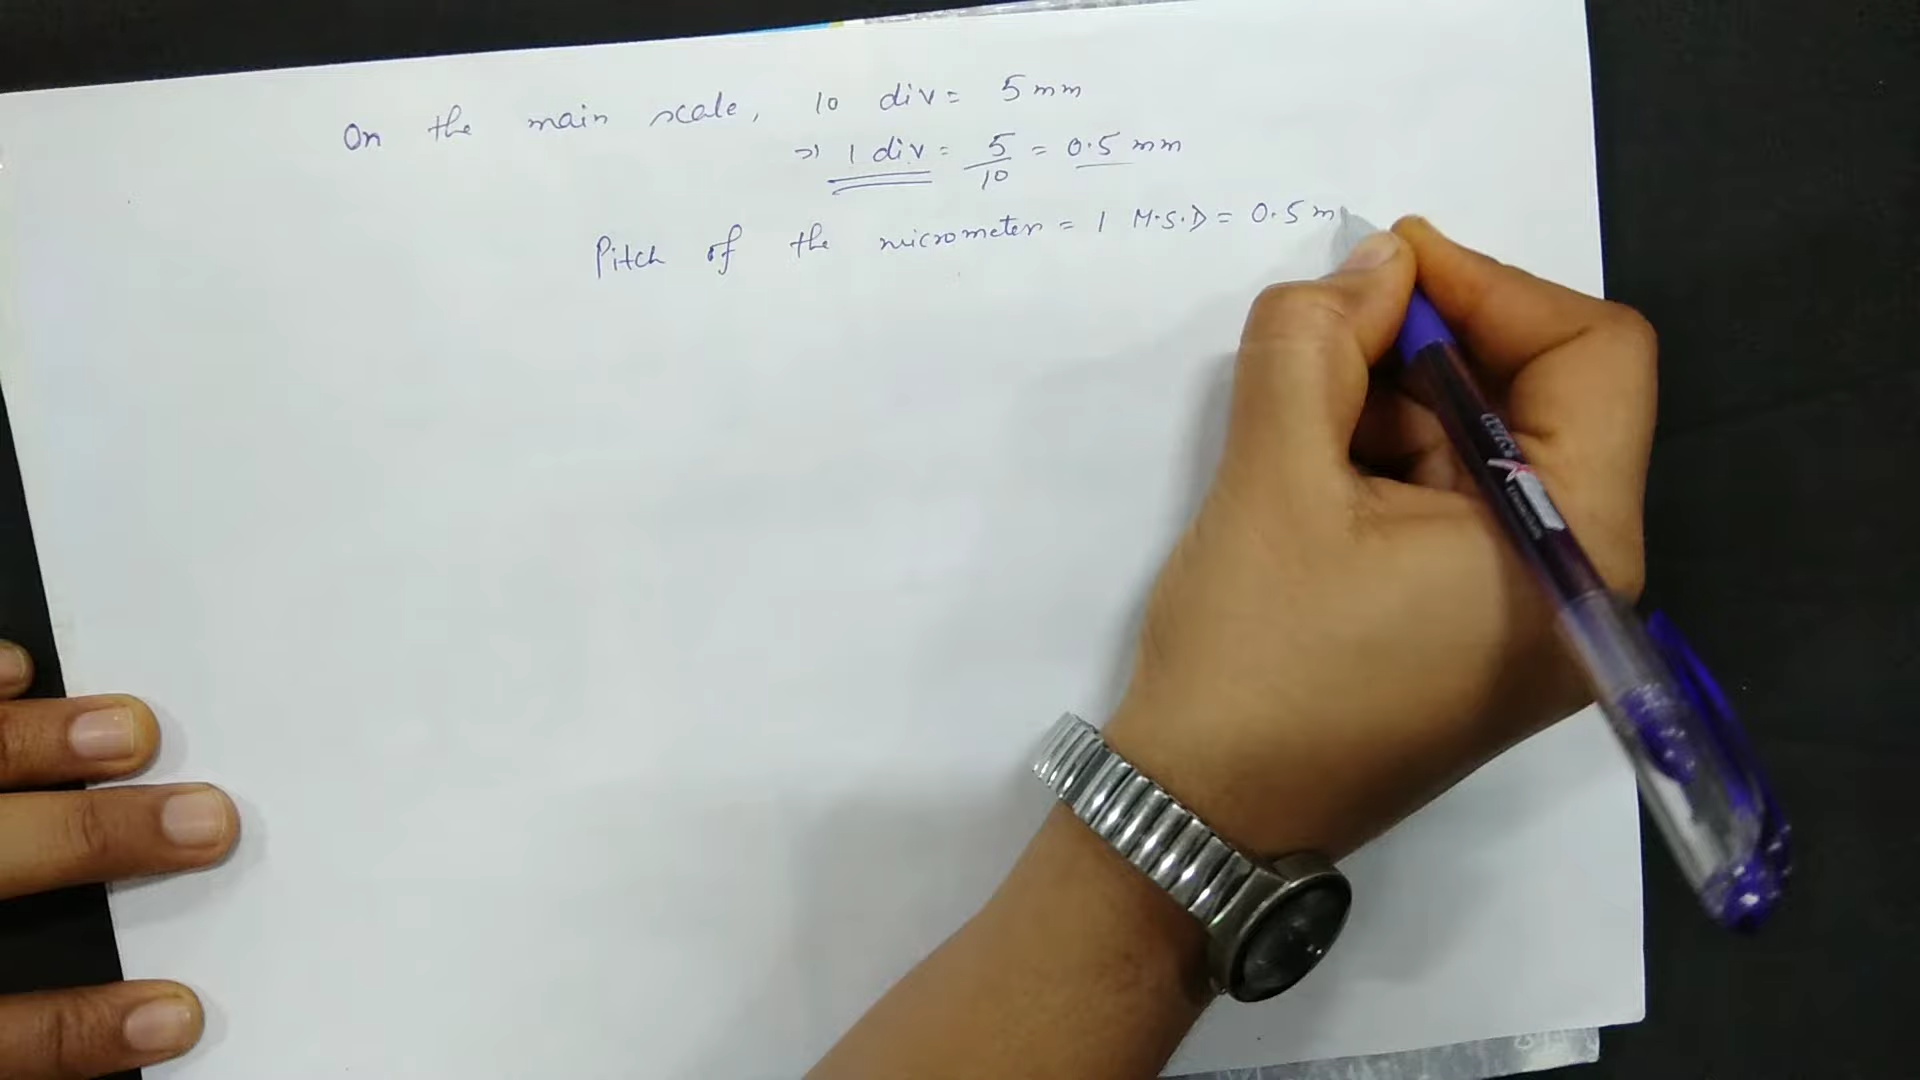 On the main scale, 10 div = 5 mm
⇒ 1 div = 5/10 = 0.5 mm
Pitch of the micrometer = 1 M.S.D = 0.5 m